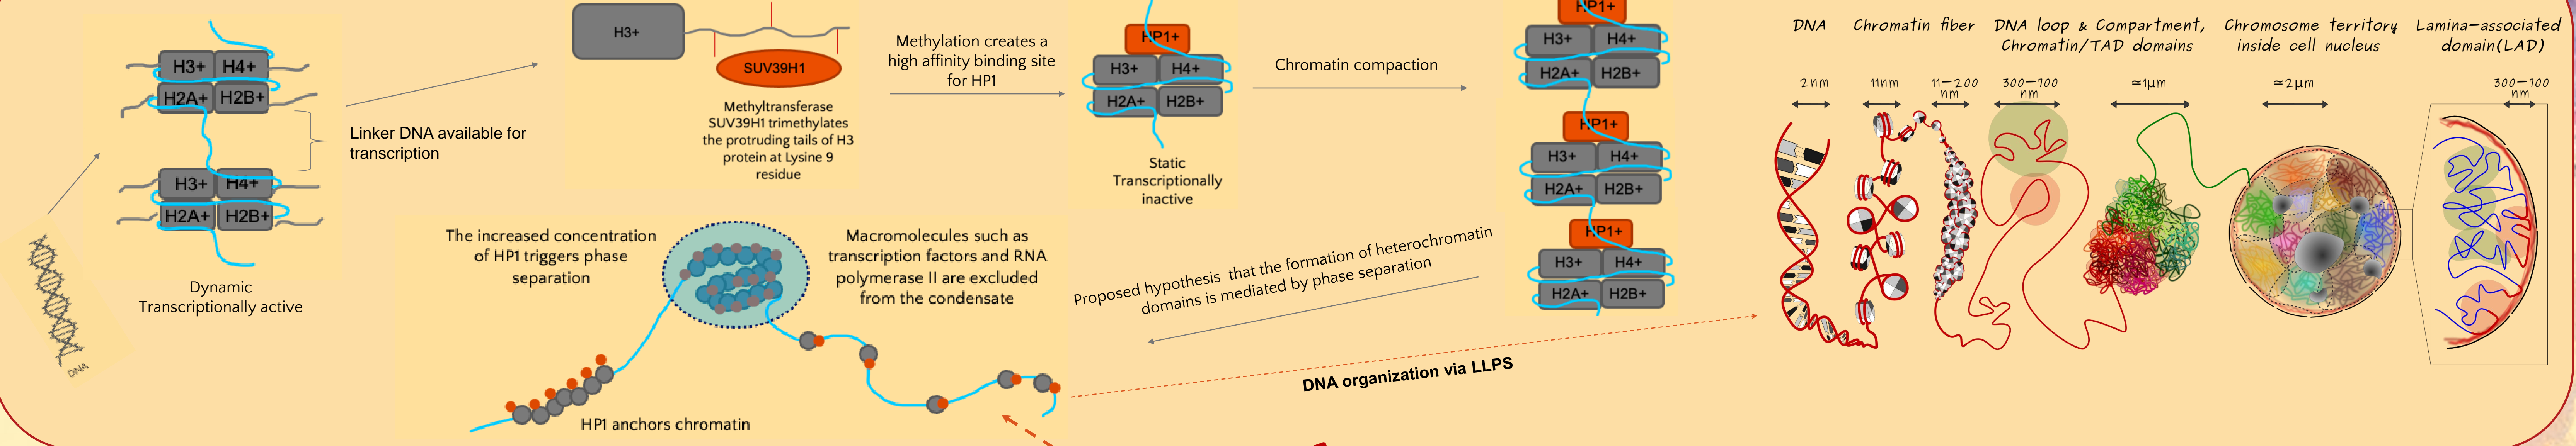 H3+ H4+
H2A+ H2B+
H3+ H4+
H2A+ H2B+
Dynamic
Transcriptionally active
DNA
Linker DNA available for
transcription
H3+
SUV39H1
Methyltransferase
SUV39H1 trimethylates
the protruding tails of H3
protein at Lysine 9
residue
Methylation creates a
high affinity binding site
for HP1
HP1+
H3+ H4+
H2A+ H2B+
Static
Transcriptionally
inactive
Chromatin compaction
HP1+
H3+ H4+
H2A+ H2B+
HP1+
H3+ H4+
H2A+ H2B+
HP1+
H3+ H4+
H2A+ H2B+
Proposed hypothesis that the formation of heterochromatin
domains is mediated by phase separation
The increased concentration
of HP1 triggers phase
separation
Macromolecules such as
transcription factors and RNA
polymerase II are excluded
from the condensate
HP1 anchors chromatin
DNA organization via LLPS
DNA
2nm
Chromatin fiber
11nm
11-200
nm
DNA loop & Compartment,
Chromatin/TAD domains
300-700
nm
≃1µm
Chromosome territory
inside cell nucleus
≃2µm
Lamina-associated
domain(LAD)
300-700
nm